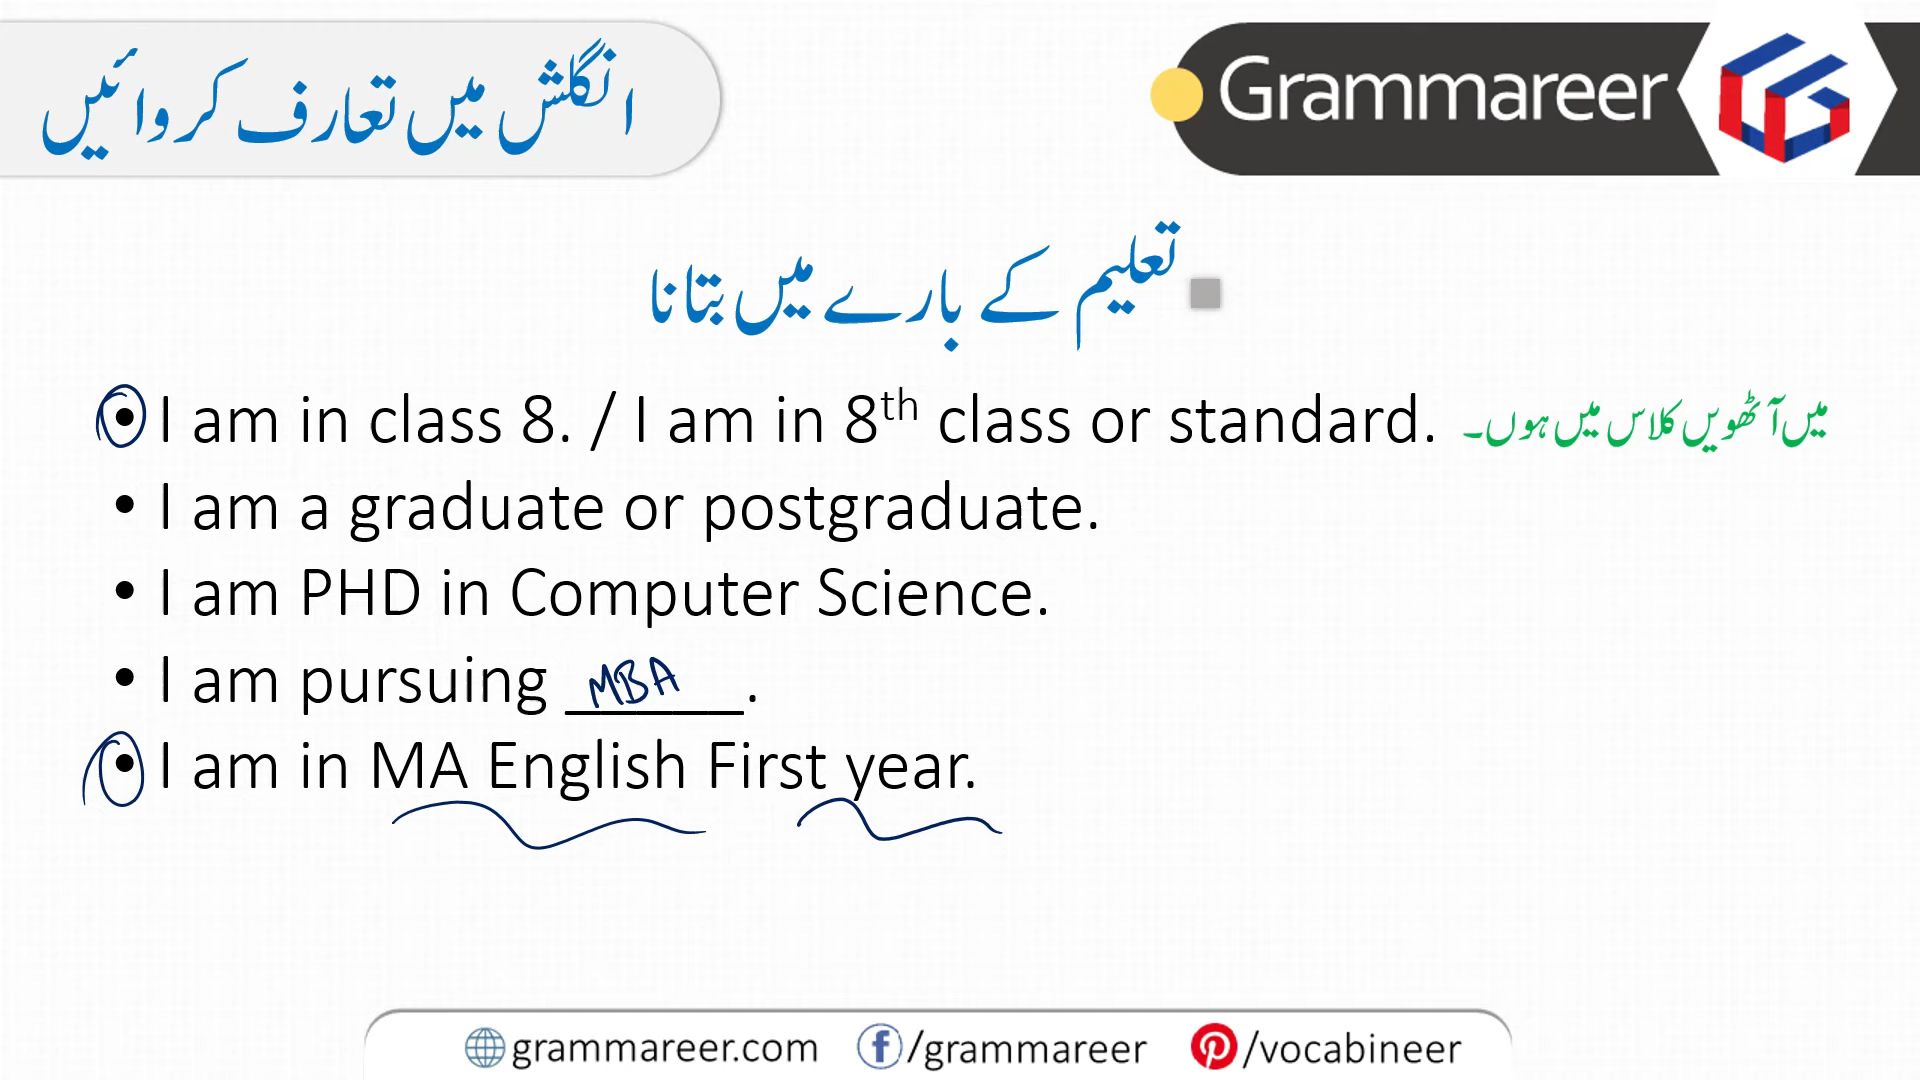 انگلش میں تعارف کروائیں
Grammareer
تعلیم کے بارے میں بتانا
• I am in class 8. / I am in 8th class or standard. میں آٹھویں کلاس میں ہوں۔
• I am a graduate or postgraduate.
• I am PHD in Computer Science.
• I am pursuing MBA.
• I am in MA English First year.
grammareer.com /grammareer /vocabineer